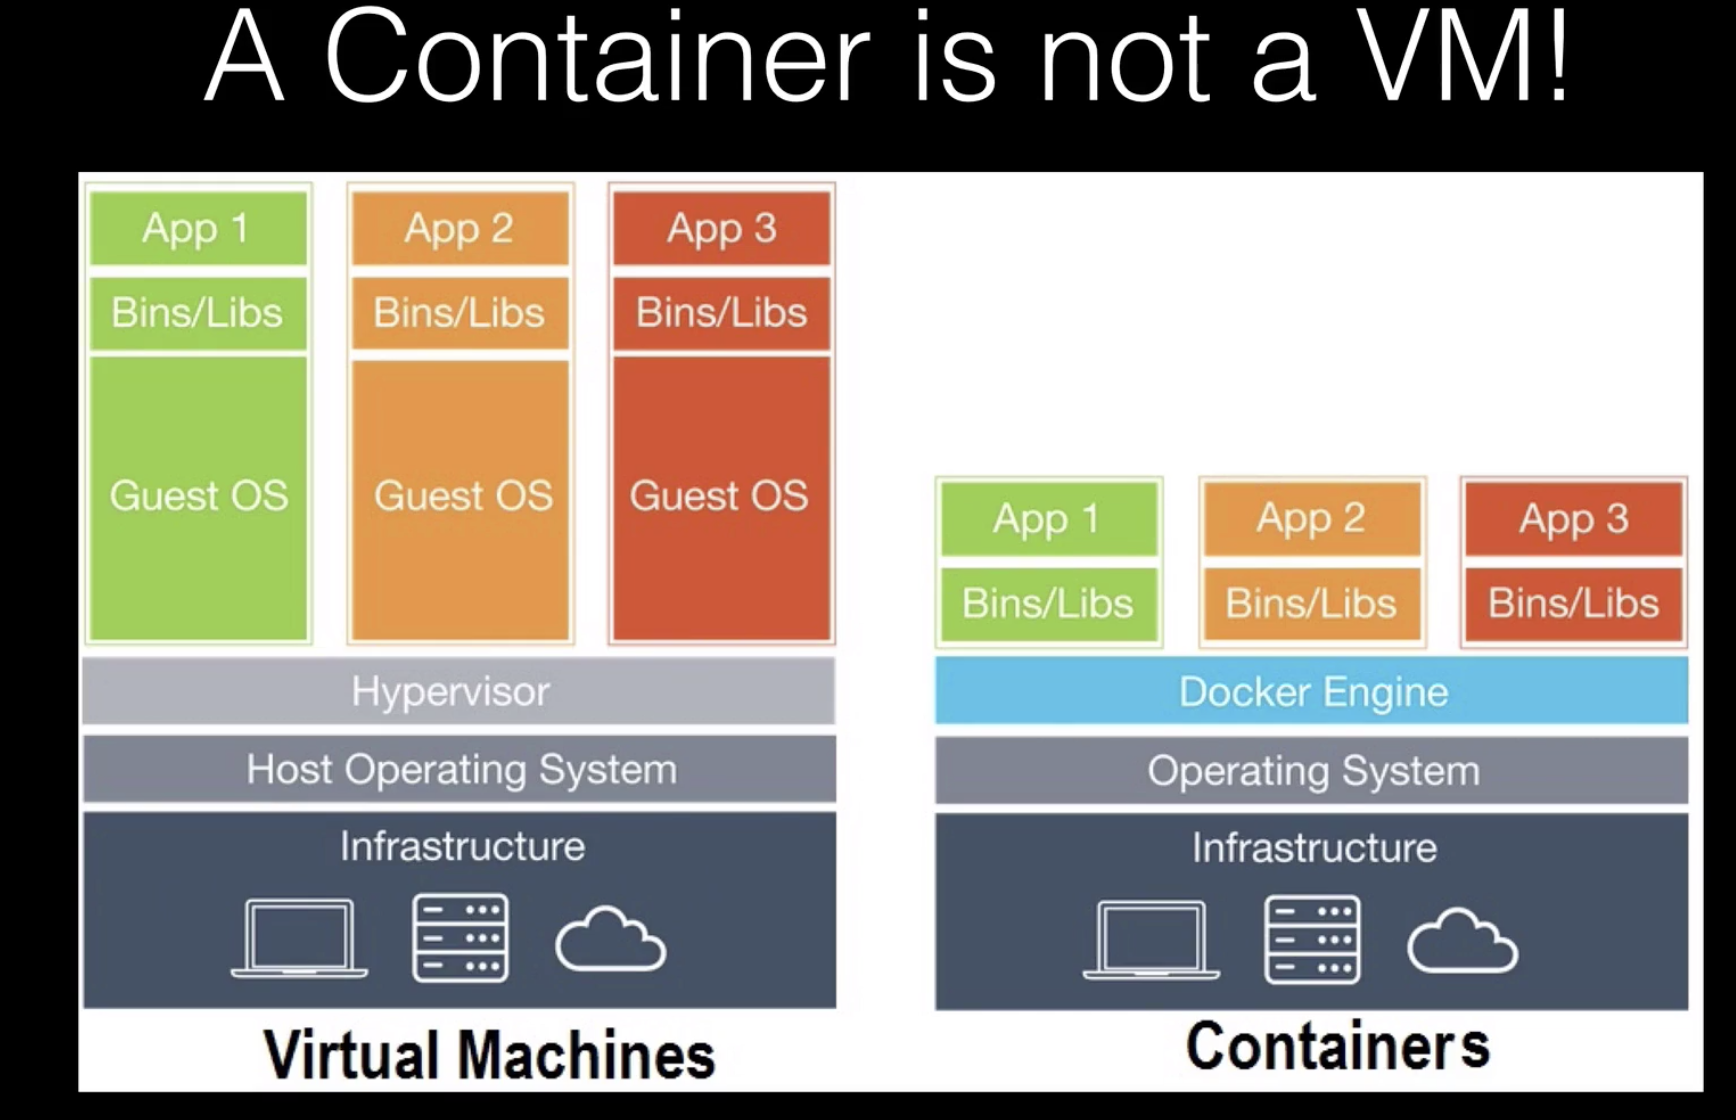 A Container is not a VM!
App 1
Bins/Libs
Guest OS
App 2
Bins/Libs
Guest OS
App 3
Bins/Libs
Guest OS
Hypervisor
Host Operating System
Infrastructure
Virtual Machines
App 1
Bins/Libs
App 2
Bins/Libs
App 3
Bins/Libs
Docker Engine
Operating System
Infrastructure
Containers